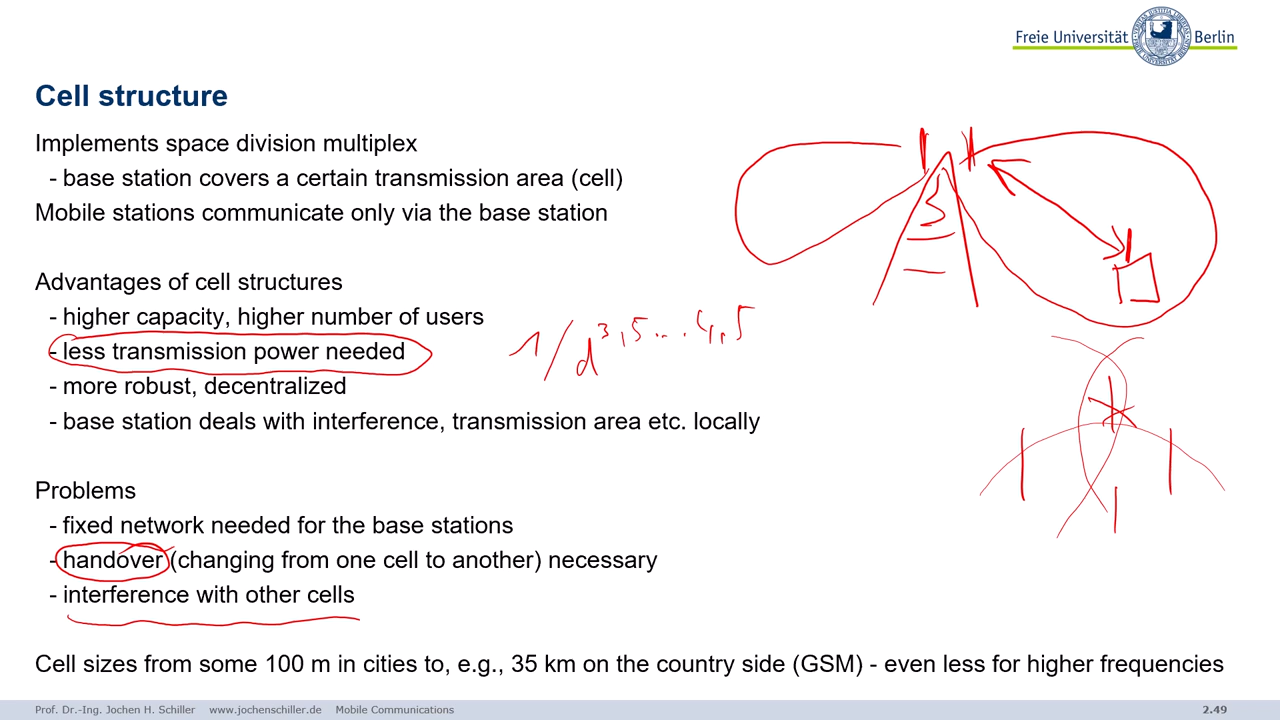 Freie Universität Berlin
Cell structure
Implements space division multiplex
- base station covers a certain transmission area (cell)
Mobile stations communicate only via the base station
Advantages of cell structures
- higher capacity, higher number of users
- less transmission power needed
1/d^3,5...4,5
- more robust, decentralized
- base station deals with interference, transmission area etc. locally
Problems
- fixed network needed for the base stations
- handover (changing from one cell to another) necessary
- interference with other cells
Cell sizes from some 100 m in cities to, e.g., 35 km on the country side (GSM) - even less for higher frequencies
Prof. Dr.-Ing. Jochen H. Schiller www.jochenschiller.de Mobile Communications 2.49